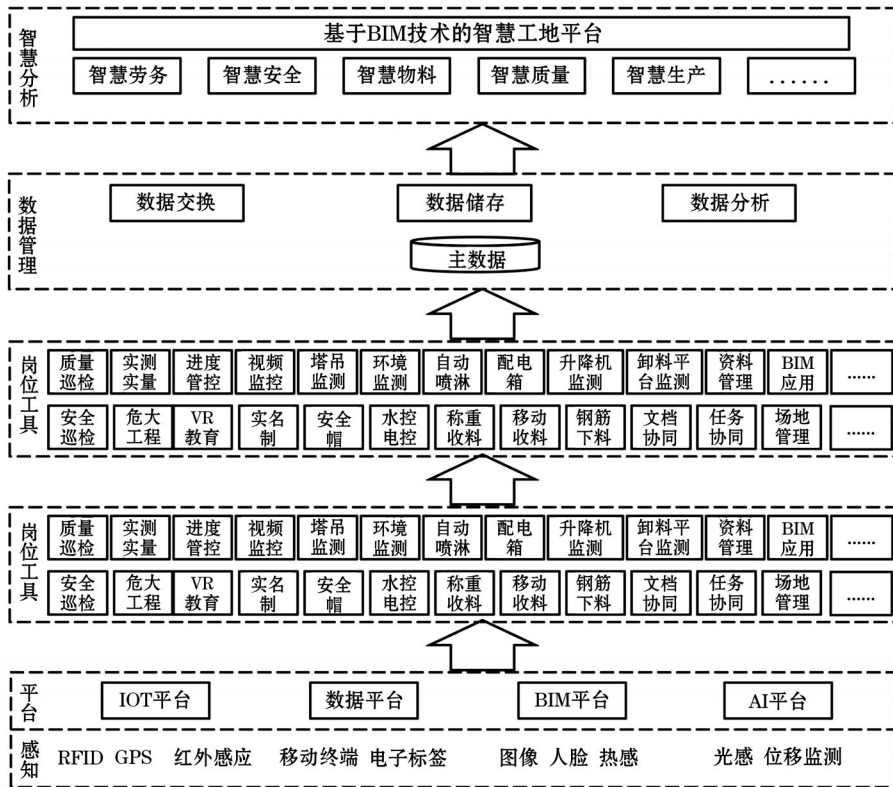 智慧分析
基于BIM技术的智慧工地平台
智慧劳务 智慧安全 智慧物料 智慧质量 智慧生产 ......
数据管理
数据交换 数据储存 数据分析
主数据
岗位工具
质量巡检 实测实量 进度管控 视频监控 塔吊监测 环境监测 自动喷淋 配电箱 升降机监测 卸料平台监测 资料管理 BIM应用 ......
安全巡检 危大工程 VR教育 实名制 安全帽 水控电控 称重收料 移动收料 钢筋下料 文档协同 任务协同 场地管理 ......
岗位工具
质量巡检 实测实量 进度管控 视频监控 塔吊监测 环境监测 自动喷淋 配电箱 升降机监测 卸料平台监测 资料管理 BIM应用 ......
安全巡检 危大工程 VR教育 实名制 安全帽 水控电控 称重收料 移动收料 钢筋下料 文档协同 任务协同 场地管理 ......
平台
IOT平台 数据平台 BIM平台 AI平台
感知
RFID GPS 红外感应 移动终端 电子标签 图像 人脸 热感 光感 位移监测